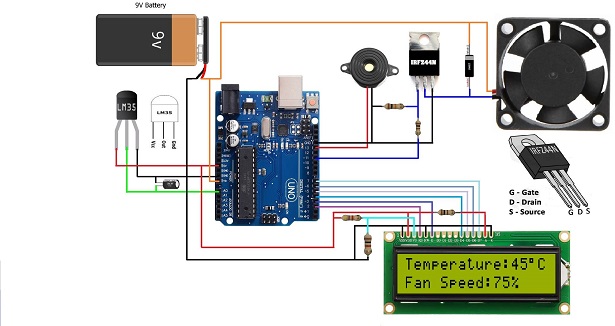 9V Battery
9v
LM35
LM35
Vcc
Out
Gnd
IRFZ44N
UNO
IRFZ44N
G - Gate
D - Drain
S - Source
G D S
Temperature:45°C
Fan Speed:75%